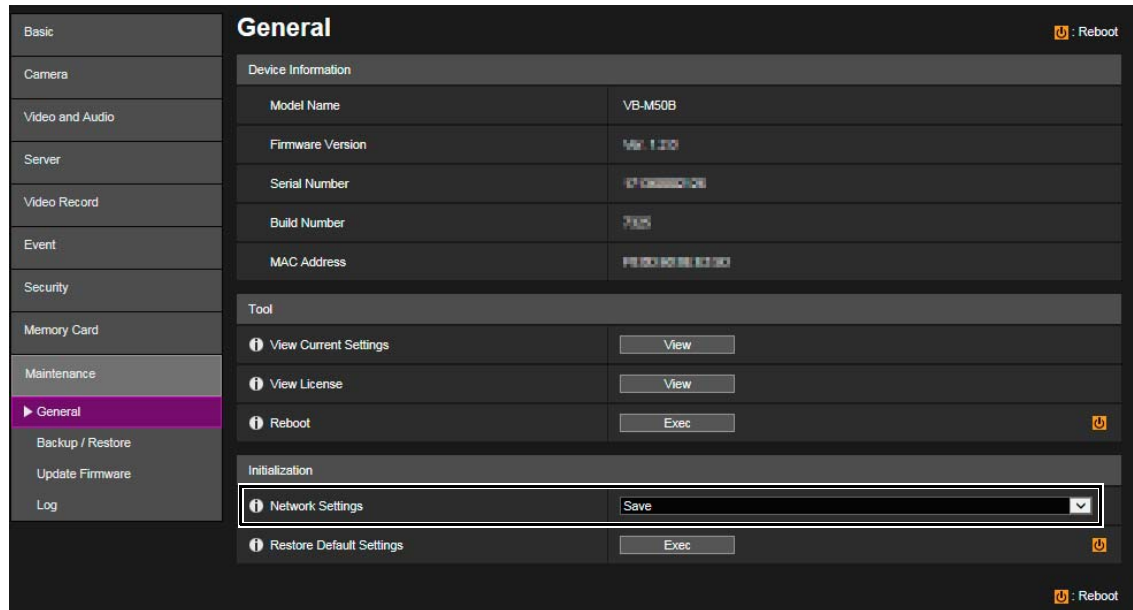 Basic
Camera
Video and Audio
Server
Video Record
Event
Security
Memory Card
Maintenance
General
Backup / Restore
Update Firmware
Log
General
: Reboot
Device Information
Model Name VB-M50B
Firmware Version
Serial Number
Build Number
MAC Address
Tool
View Current Settings View
View License View
Reboot Exec
Initialization
Network Settings Save
Restore Default Settings Exec
: Reboot